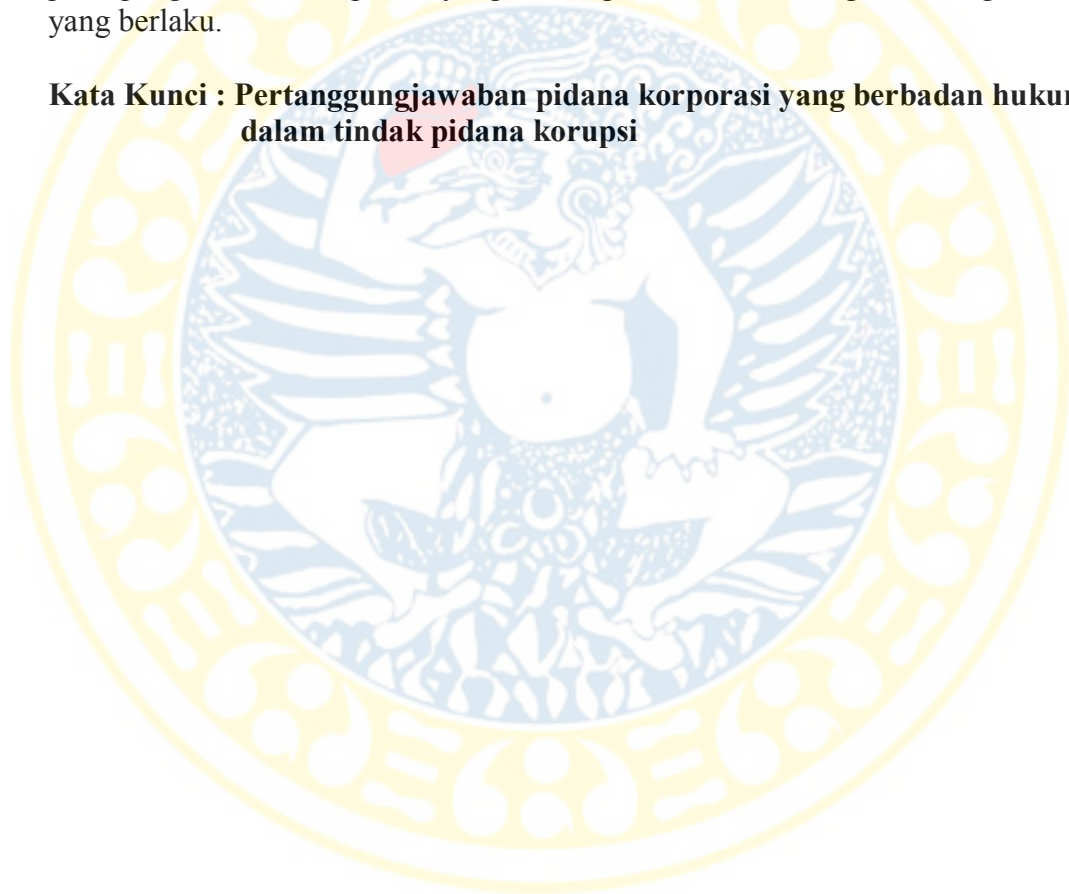 yang berlaku.
Kata Kunci : Pertanggungjawaban pidana korporasi yang berbadan hukum
dalam tindak pidana korupsi